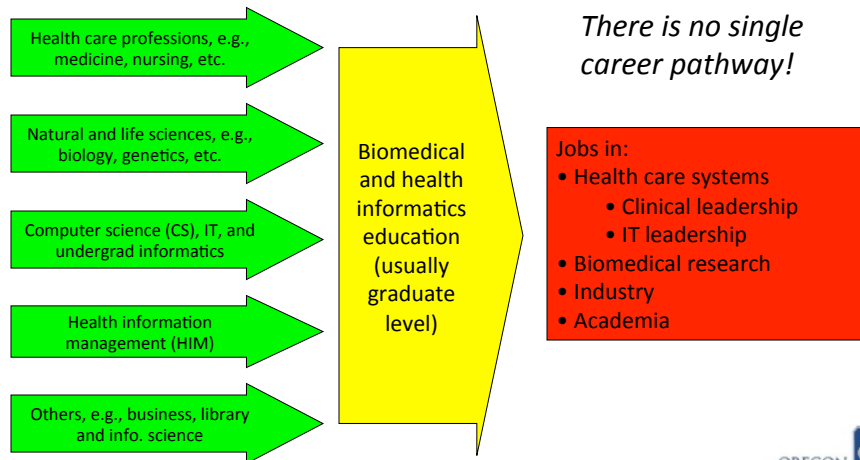 There is no single
career pathway!
Health care professions, e.g.,
medicine, nursing, etc.
Natural and life sciences, e.g.,
biology, genetics, etc.
Computer science (CS), IT, and
undergrad informatics
Health information
management (HIM)
Others, e.g., business, library
and info. science
Biomedical
and health
informatics
education
(usually
graduate
level)
Jobs in:
• Health care systems
• Clinical leadership
• IT leadership
• Biomedical research
• Industry
• Academia
OREGON